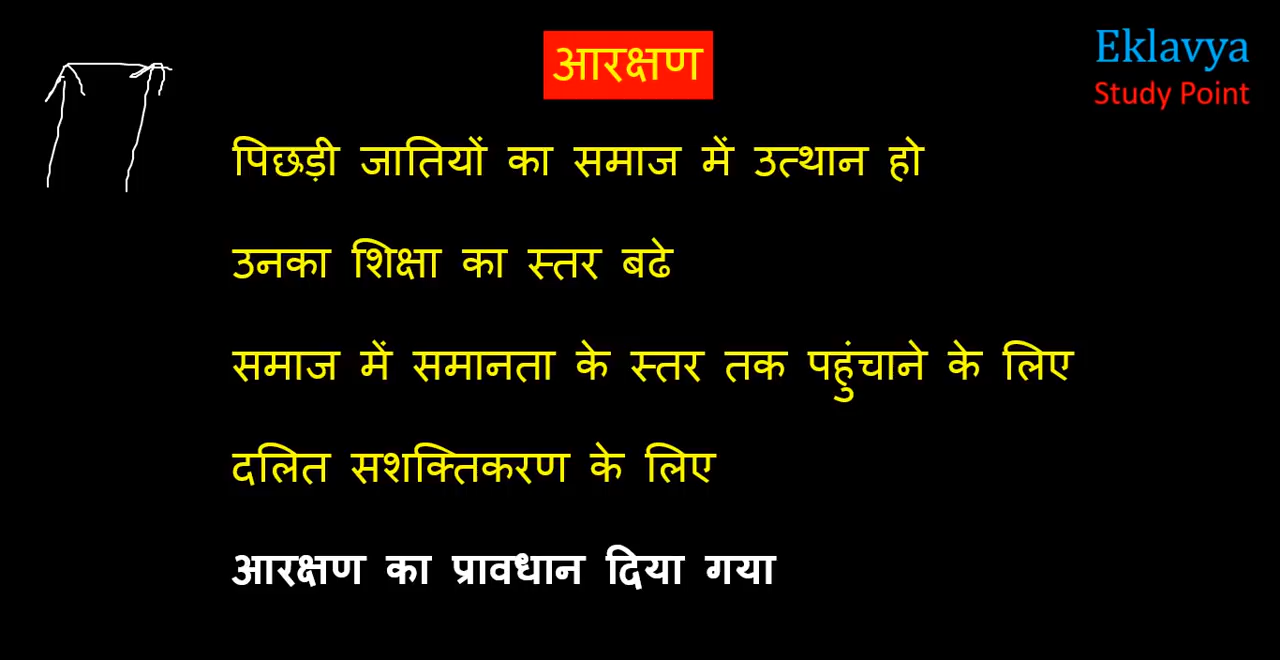 आरक्षण
Eklavya
Study Point
पिछड़ी जातियों का समाज में उत्थान हो
उनका शिक्षा का स्तर बढे
समाज में समानता के स्तर तक पहुंचाने के लिए
दलित सशक्तिकरण के लिए
आरक्षण का प्रावधान दिया गया